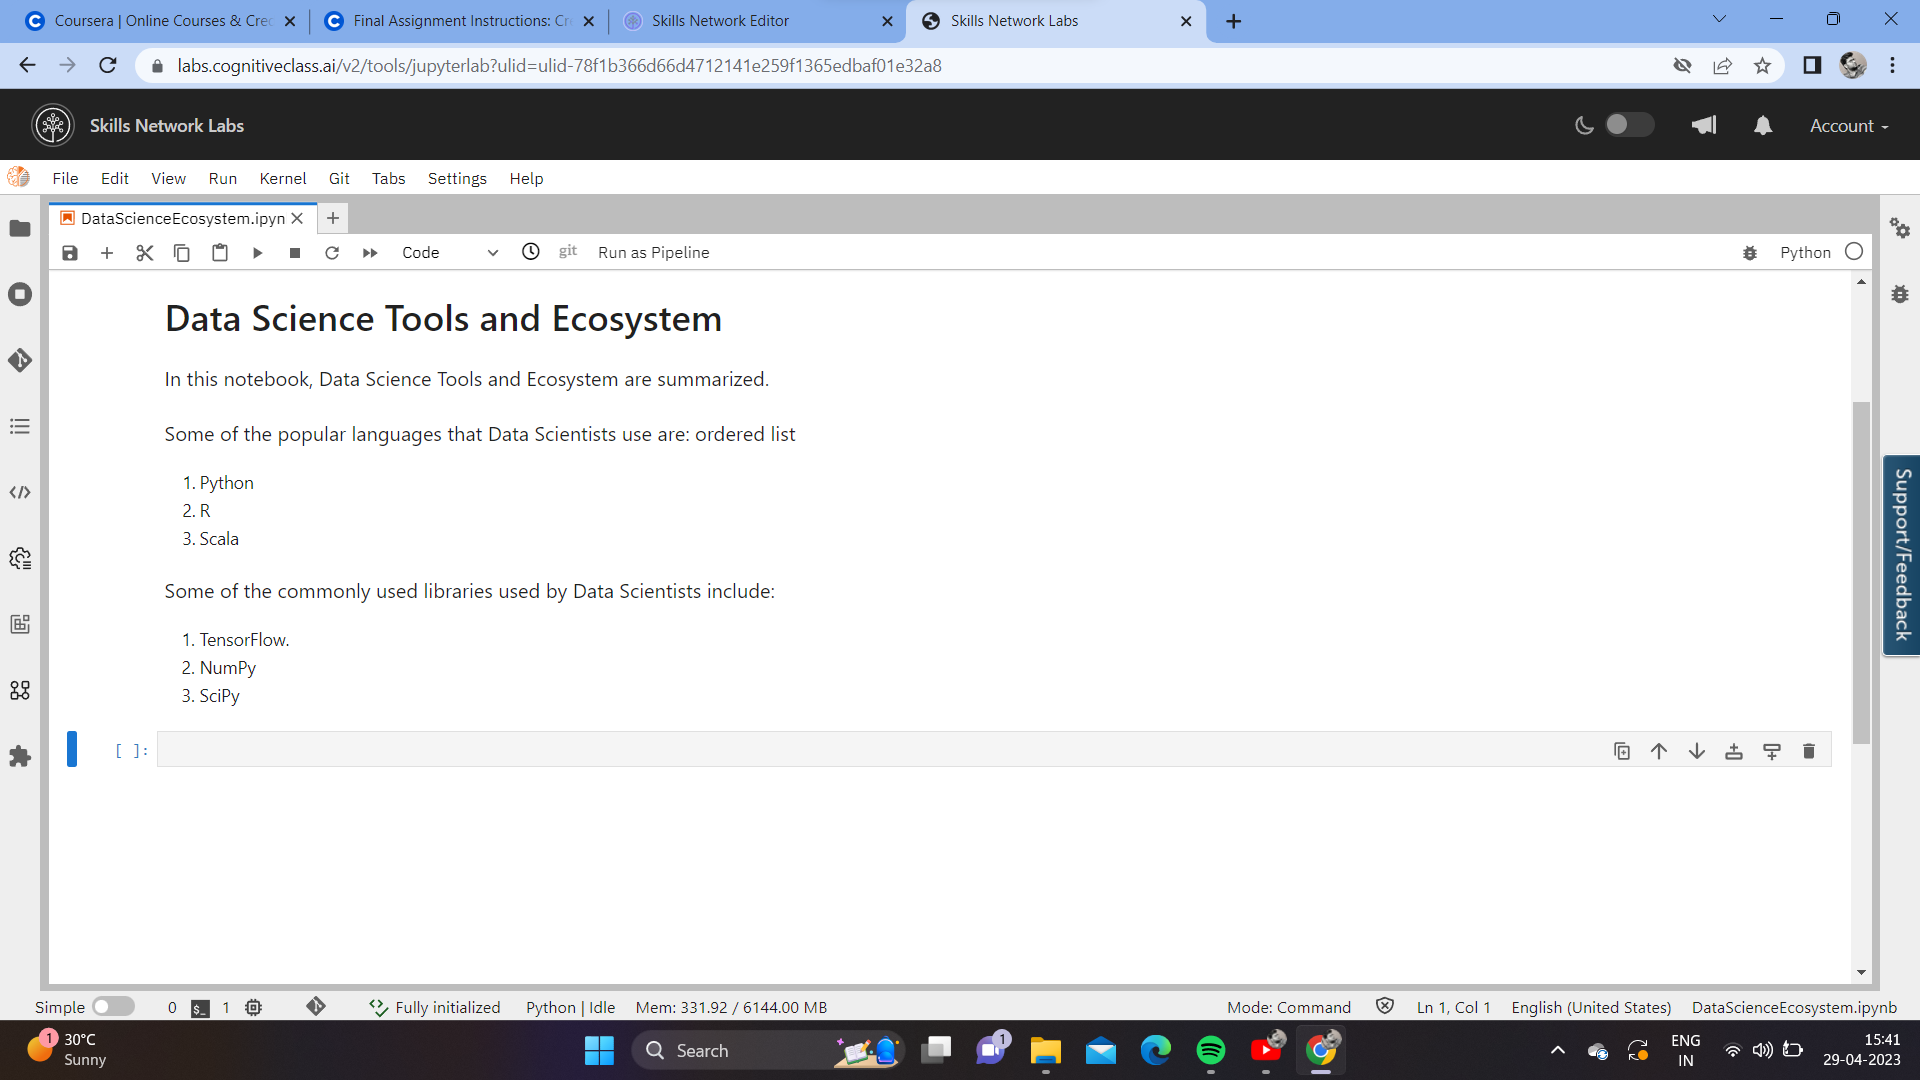 Coursera | Online Courses & Cre
Final Assignment Instructions: Cr
Skills Network Editor
Skills Network Labs
labs.cognitiveclass.ai/v2/tools/jupyterlab?ulid=ulid-78f1b366d66d4712141e259f1365edbaf01e32a8
Skills Network Labs
Account
File Edit View Run Kernel Git Tabs Settings Help
DataScienceEcosystem.ipyn
Code
git
Run as Pipeline
Python
Data Science Tools and Ecosystem
In this notebook, Data Science Tools and Ecosystem are summarized.
Some of the popular languages that Data Scientists use are: ordered list
1. Python
2. R
3. Scala
Some of the commonly used libraries used by Data Scientists include:
1. TensorFlow.
2. NumPy
3. SciPy
[ ]:
Support/Feedback
Simple 0 $_ 1 Fully initialized Python | Idle Mem: 331.92 / 6144.00 MB Mode: Command Ln 1, Col 1 English (United States) DataScienceEcosystem.ipynb
1
30°C
Sunny
Search
1
ENG
IN
15:41
29-04-2023